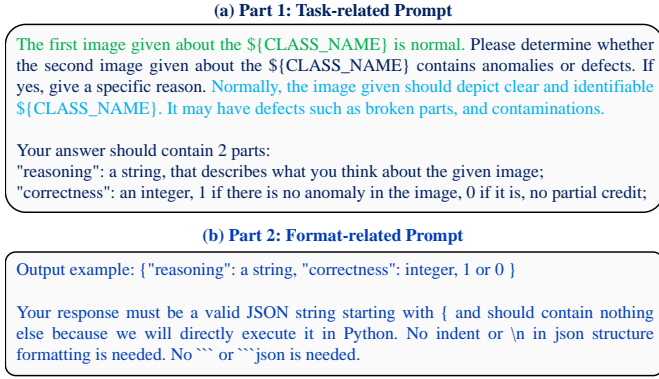 (a) Part 1: Task-related Prompt
The first image given about the ${CLASS_NAME} is normal. Please determine whether
the second image given about the ${CLASS_NAME} contains anomalies or defects. If
yes, give a specific reason. Normally, the image given should depict clear and identifiable
${CLASS_NAME}. It may have defects such as broken parts, and contaminations.
Your answer should contain 2 parts:
"reasoning": a string, that describes what you think about the given image;
"correctness": an integer, 1 if there is no anomaly in the image, 0 if it is, no partial credit;
(b) Part 2: Format-related Prompt
Output example: {"reasoning": a string, "correctness": integer, 1 or 0 }
Your response must be a valid JSON string starting with { and should contain nothing
else because we will directly execute it in Python. No indent or \n in json structure
formatting is needed. No ``` or ```json is needed.